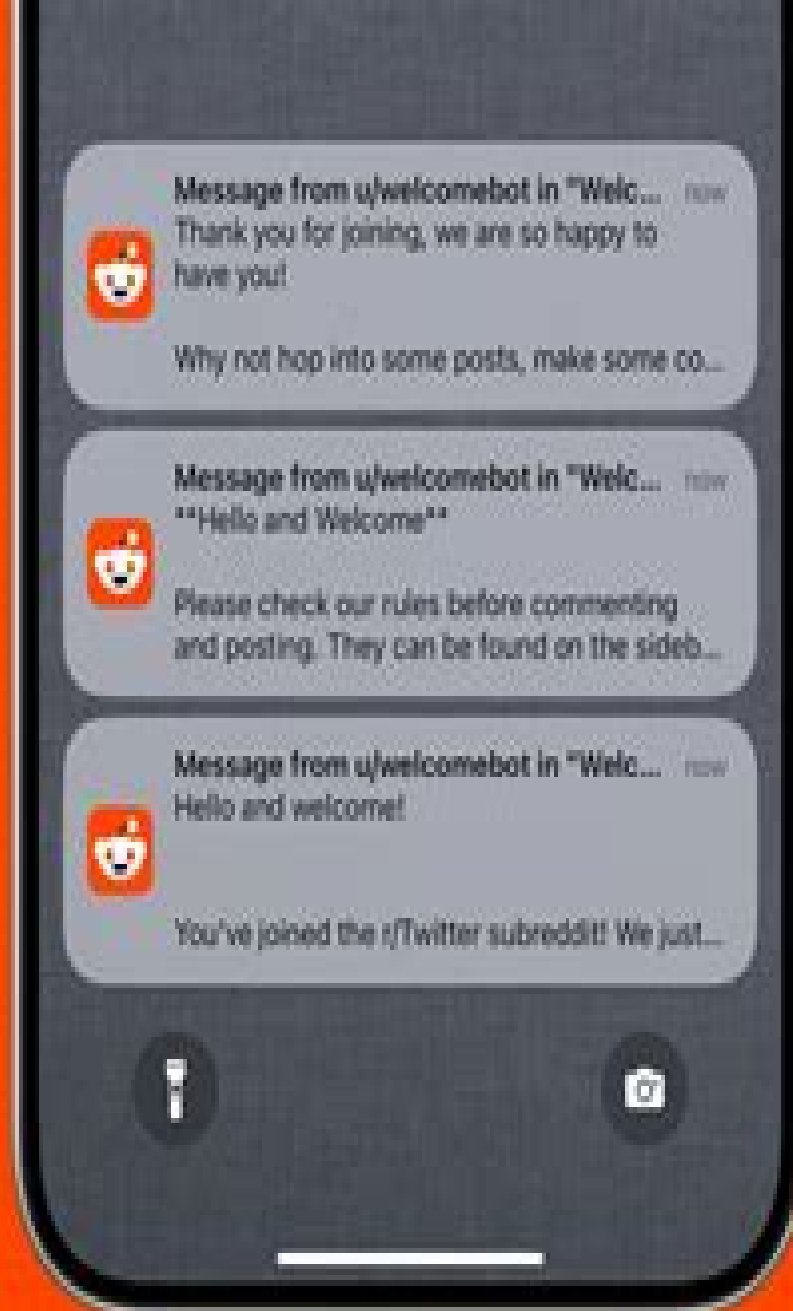 Message from u/welcomebot in "Welc... now
Thank you for joining, we are so happy to
have you!
Why not hop into some posts, make some co...
Message from u/welcomebot in "Welc... now
**Hello and Welcome**
Please check our rules before commenting
and posting. They can be found on the sideb...
Message from u/welcomebot in "Welc... now
Hello and welcome!
You've joined the r/Twitter subreddit! We just...